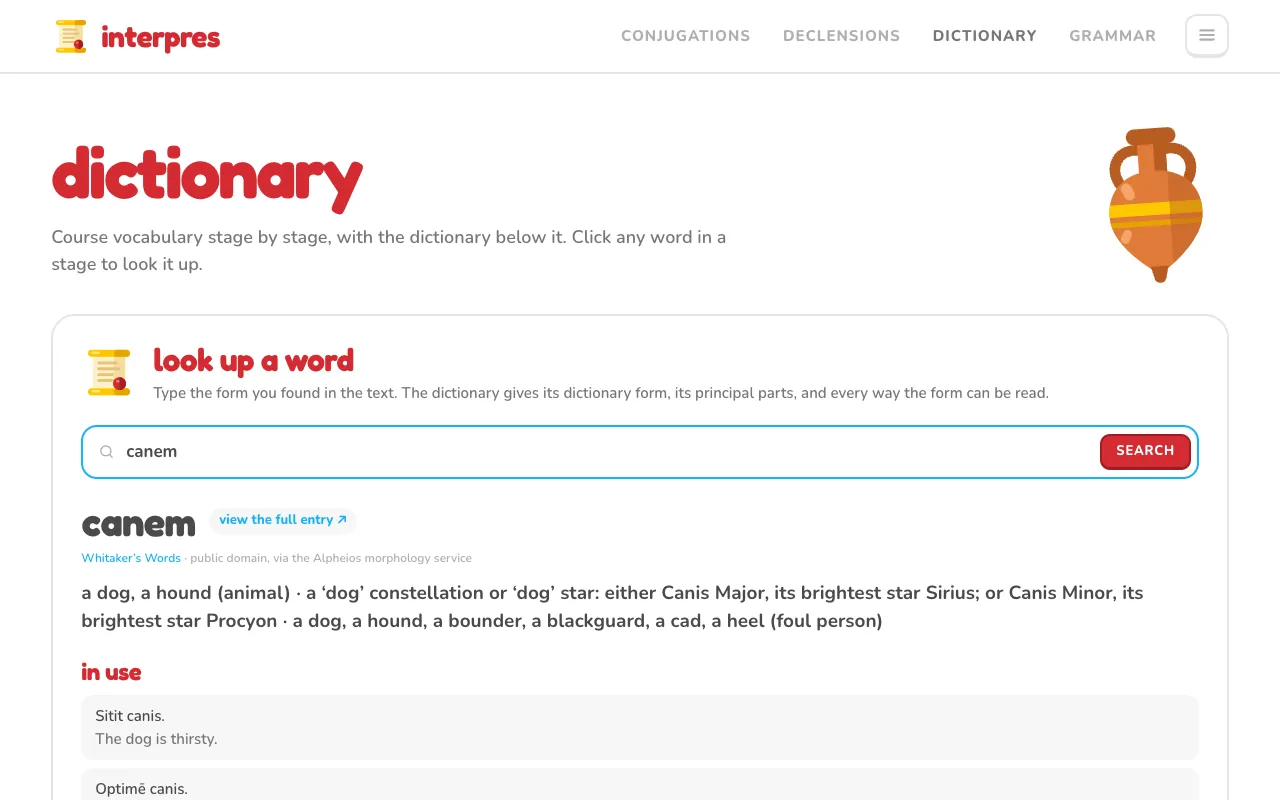 interpres
CONJUGATIONS
DECLENSIONS
DICTIONARY
GRAMMAR
dictionary
Course vocabulary stage by stage, with the dictionary below it. Click any word in a
stage to look it up.
look up a word
Type the form you found in the text. The dictionary gives its dictionary form, its principal parts, and every way the form can be read.
canem
SEARCH
canem
view the full entry ↗
Whitaker’s Words · public domain, via the Alpheios morphology service
a dog, a hound (animal) · a ‘dog’ constellation or ‘dog’ star: either Canis Major, its brightest star Sirius; or Canis Minor, its
brightest star Procyon · a dog, a hound, a bounder, a blackguard, a cad, a heel (foul person)
in use
Sitit canis.
The dog is thirsty.
Optimē canis.